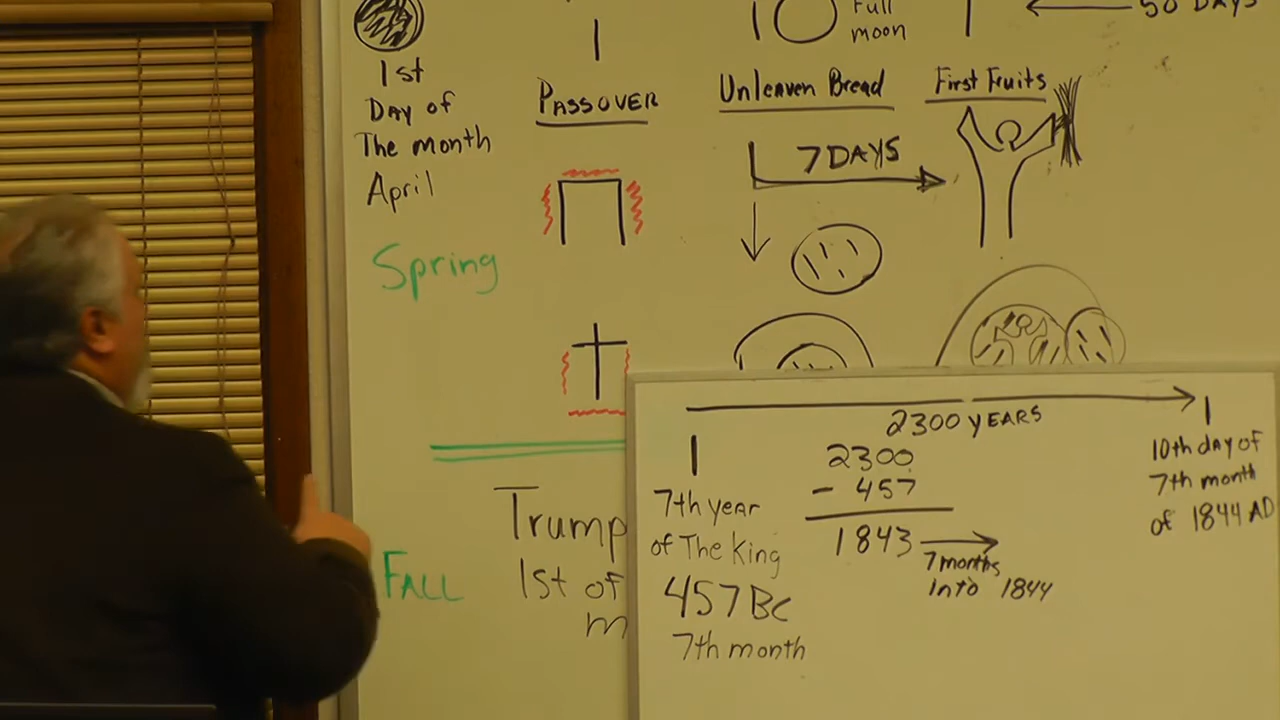 Full
moon
50 DAYS
1st
Day of
The month
April
PASSOVER
Unleaven Bread
First Fruits
7 DAYS
Spring
2300 YEARS
2300
- 457
1843
7 months
into 1844
7th year
of The King
457 BC
7th month
10th day of
7th month
of 1844 AD
Trump
1st of
m
FALL